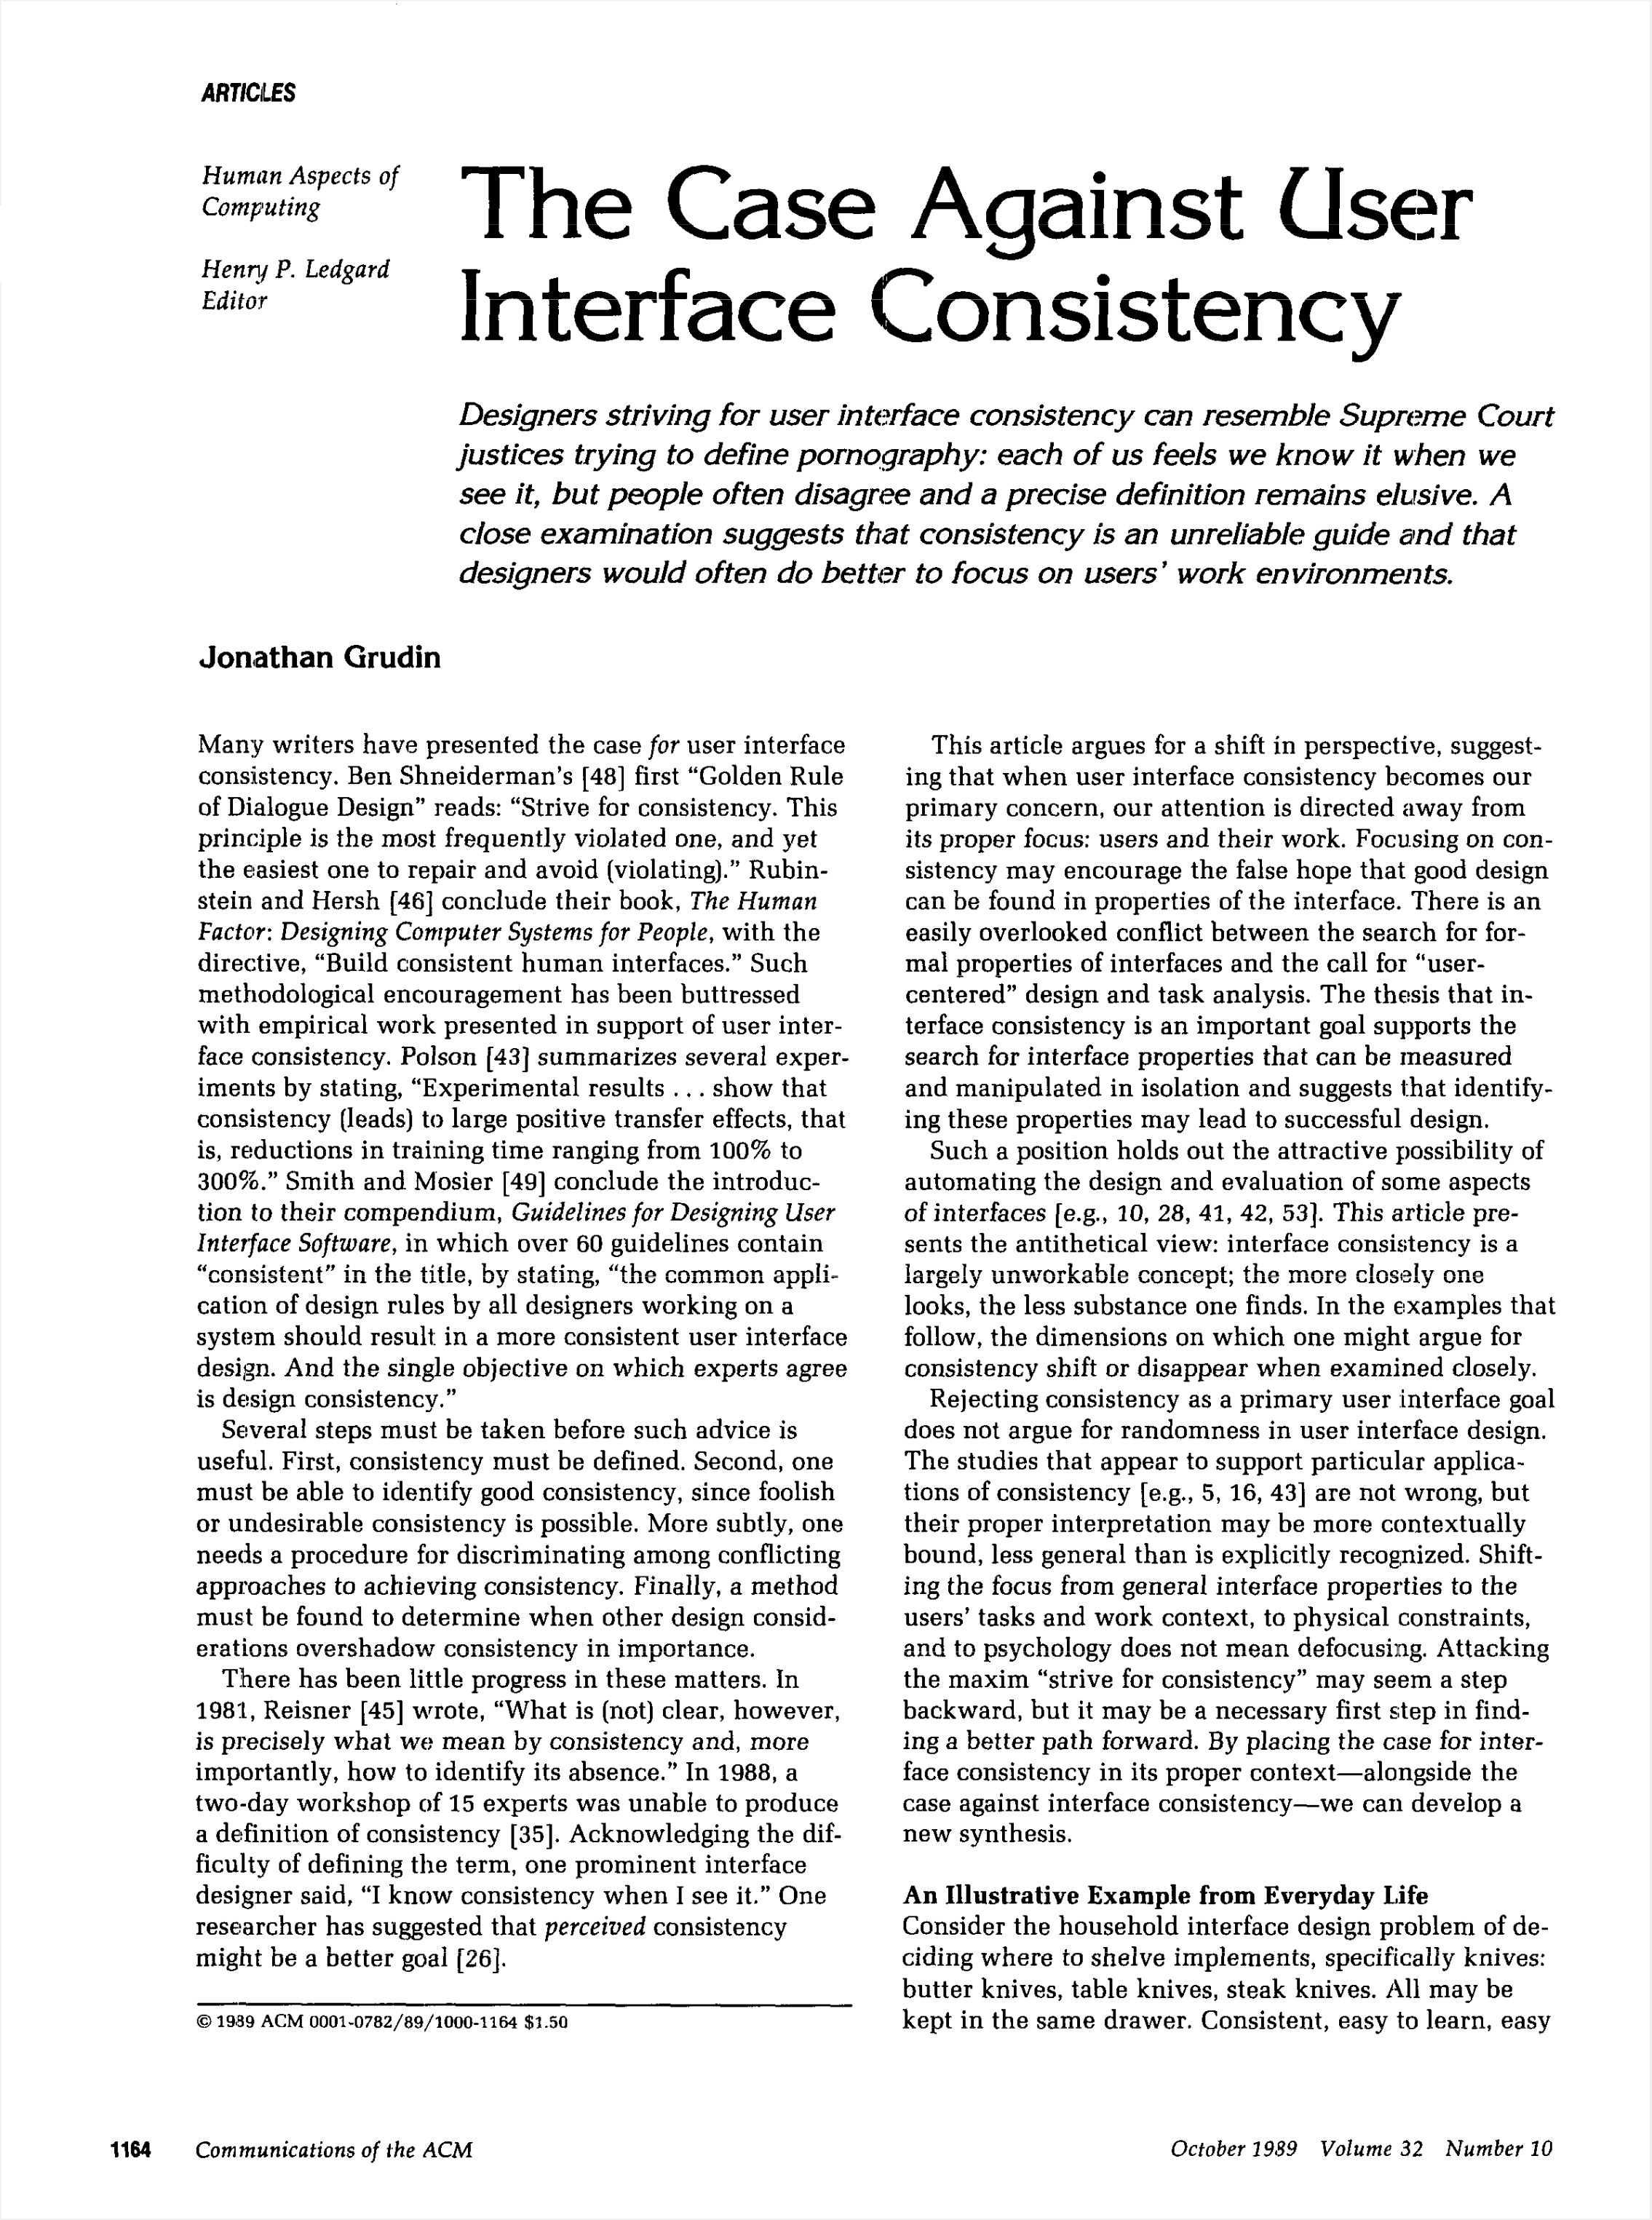 ARTICLES
Human Aspects of
Computing
Henry P. Ledgard
Editor
The Case Against User
Interface Consistency
Designers striving for user interface consistency can resemble Supreme Court
justices trying to define pornography: each of us feels we know it when we
see it, but people often disagree and a precise definition remains elusive. A
close examination suggests that consistency is an unreliable guide and that
designers would often do better to focus on users' work environments.
Jonathan Grudin
Many writers have presented the case for user interface
consistency. Ben Shneiderman's [48] first “Golden Rule
of Dialogue Design” reads: “Strive for consistency. This
principle is the most frequently violated one, and yet
the easiest one to repair and avoid (violating).” Rubin-
stein and Hersh [46] conclude their book, The Human
Factor: Designing Computer Systems for People, with the
directive, “Build consistent human interfaces.” Such
methodological encouragement has been buttressed
with empirical work presented in support of user inter-
face consistency. Polson [43] summarizes several exper-
iments by stating, “Experimental results . . . show that
consistency (leads) to large positive transfer effects, that
is, reductions in training time ranging from 100% to
300%.” Smith and Mosier [49] conclude the introduc-
tion to their compendium, Guidelines for Designing User
Interface Software, in which over 60 guidelines contain
“consistent” in the title, by stating, “the common appli-
cation of design rules by all designers working on a
system should result in a more consistent user interface
design. And the single objective on which experts agree
is design consistency.”
Several steps must be taken before such advice is
useful. First, consistency must be defined. Second, one
must be able to identify good consistency, since foolish
or undesirable consistency is possible. More subtly, one
needs a procedure for discriminating among conflicting
approaches to achieving consistency. Finally, a method
must be found to determine when other design consid-
erations overshadow consistency in importance.
There has been little progress in these matters. In
1981, Reisner [45] wrote, “What is (not) clear, however,
is precisely what we mean by consistency and, more
importantly, how to identify its absence.” In 1988, a
two-day workshop of 15 experts was unable to produce
a definition of consistency [35]. Acknowledging the dif-
ficulty of defining the term, one prominent interface
designer said, “I know consistency when I see it.” One
researcher has suggested that perceived consistency
might be a better goal [26].
© 1989 ACM 0001-0782/89/1000-1164 $1.50
This article argues for a shift in perspective, suggest-
ing that when user interface consistency becomes our
primary concern, our attention is directed away from
its proper focus: users and their work. Focusing on con-
sistency may encourage the false hope that good design
can be found in properties of the interface. There is an
easily overlooked conflict between the search for for-
mal properties of interfaces and the call for “user-
centered” design and task analysis. The thesis that in-
terface consistency is an important goal supports the
search for interface properties that can be measured
and manipulated in isolation and suggests that identify-
ing these properties may lead to successful design.
Such a position holds out the attractive possibility of
automating the design and evaluation of some aspects
of interfaces [e.g., 10, 28, 41, 42, 53]. This article pre-
sents the antithetical view: interface consistency is a
largely unworkable concept; the more closely one
looks, the less substance one finds. In the examples that
follow, the dimensions on which one might argue for
consistency shift or disappear when examined closely.
Rejecting consistency as a primary user interface goal
does not argue for randomness in user interface design.
The studies that appear to support particular applica-
tions of consistency [e.g., 5, 16, 43] are not wrong, but
their proper interpretation may be more contextually
bound, less general than is explicitly recognized. Shift-
ing the focus from general interface properties to the
users' tasks and work context, to physical constraints,
and to psychology does not mean defocusing. Attacking
the maxim “strive for consistency” may seem a step
backward, but it may be a necessary first step in find-
ing a better path forward. By placing the case for inter-
face consistency in its proper context—alongside the
case against interface consistency—we can develop a
new synthesis.
An Illustrative Example from Everyday Life
Consider the household interface design problem of de-
ciding where to shelve implements, specifically knives:
butter knives, table knives, steak knives. All may be
kept in the same drawer. Consistent, easy to learn, easy
1164 Communications of the ACM
October 1989 Volume 32 Number 10